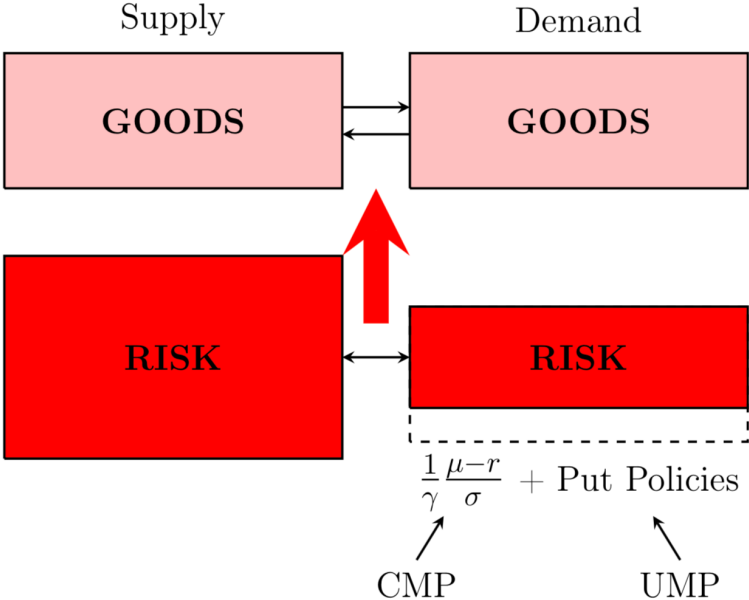 Supply Demand
GOODS GOODS
RISK RISK
1/γ μ−r/σ + Put Policies
CMP UMP